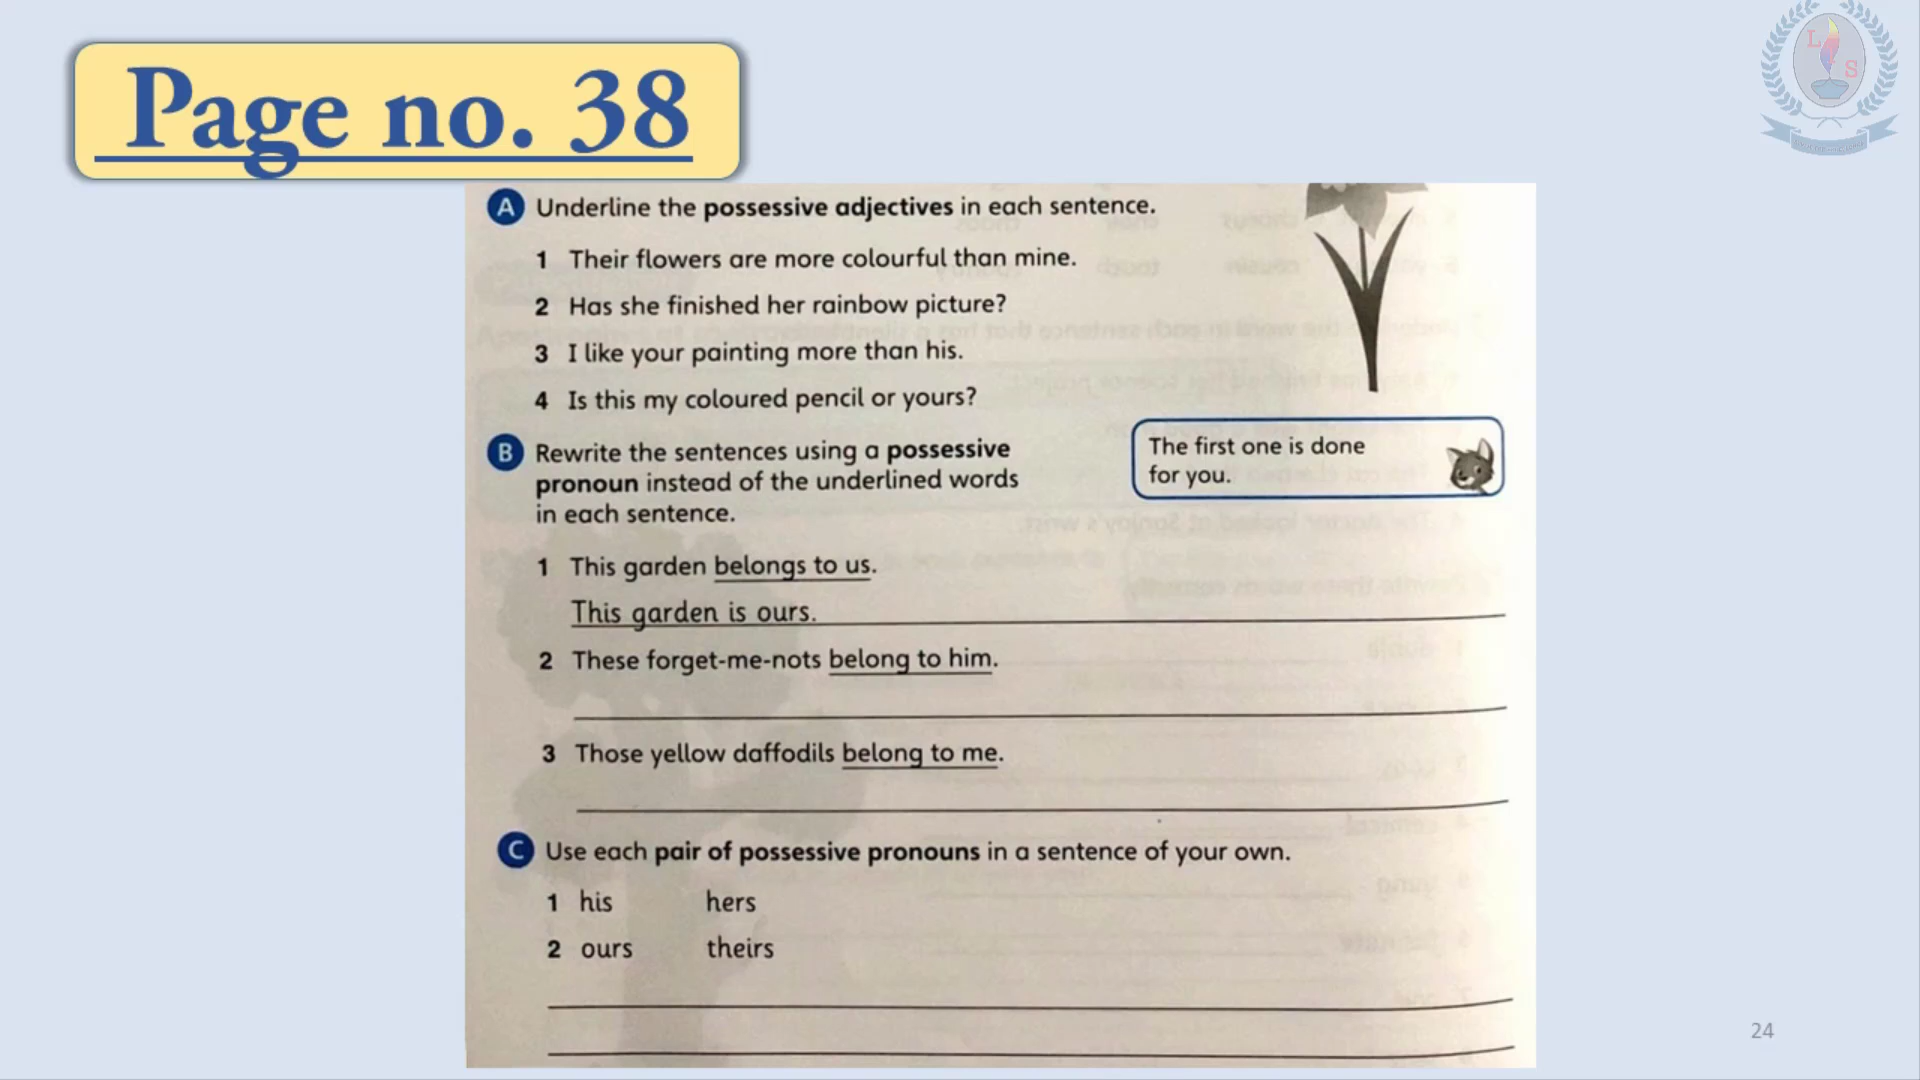 Page no. 38
L
S
A Underline the possessive adjectives in each sentence.
1 Their flowers are more colourful than mine.
2 Has she finished her rainbow picture?
3 I like your painting more than his.
4 Is this my coloured pencil or yours?
B Rewrite the sentences using a possessive
pronoun instead of the underlined words
in each sentence.
The first one is done
for you.
1 This garden belongs to us.
This garden is ours.
2 These forget-me-nots belong to him.
3 Those yellow daffodils belong to me.
C Use each pair of possessive pronouns in a sentence of your own.
1 his hers
2 ours theirs
24